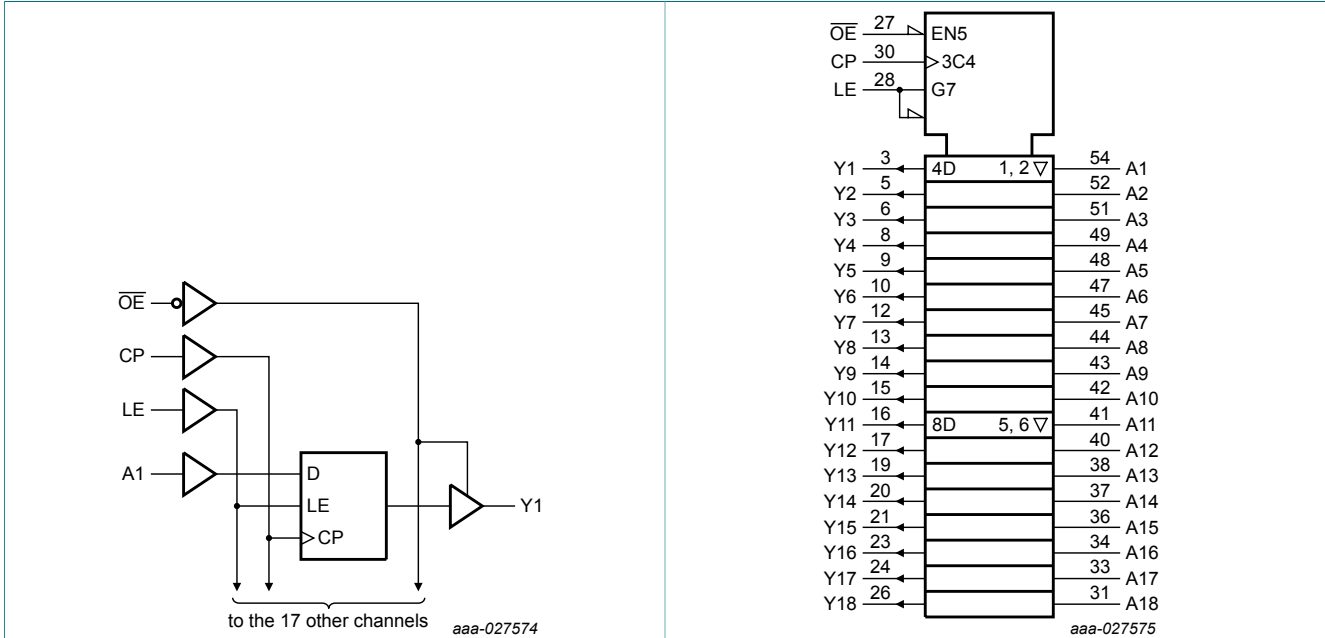 OE
CP
LE
A1
D
LE
CP
Y1
to the 17 other channels
aaa-027574
OE 27 EN5
CP 30 3C4
LE 28 G7
Y1 3 4D 1, 2 ▽ 54 A1
Y2 5 52 A2
Y3 6 51 A3
Y4 8 49 A4
Y5 9 48 A5
Y6 10 47 A6
Y7 12 45 A7
Y8 13 44 A8
Y9 14 43 A9
Y10 15 42 A10
Y11 16 8D 5, 6 ▽ 41 A11
Y12 17 40 A12
Y13 19 38 A13
Y14 20 37 A14
Y15 21 36 A15
Y16 23 34 A16
Y17 24 33 A17
Y18 26 31 A18
aaa-027575